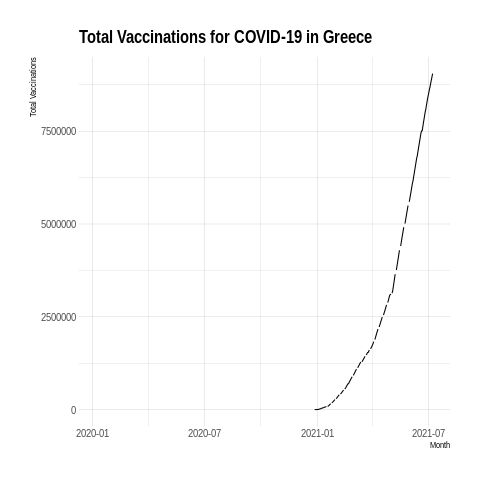 Total Vaccinations for COVID-19 in Greece
Total Vaccinations
7500000
5000000
2500000
0
2020-01 2020-07 2021-01 2021-07
Month